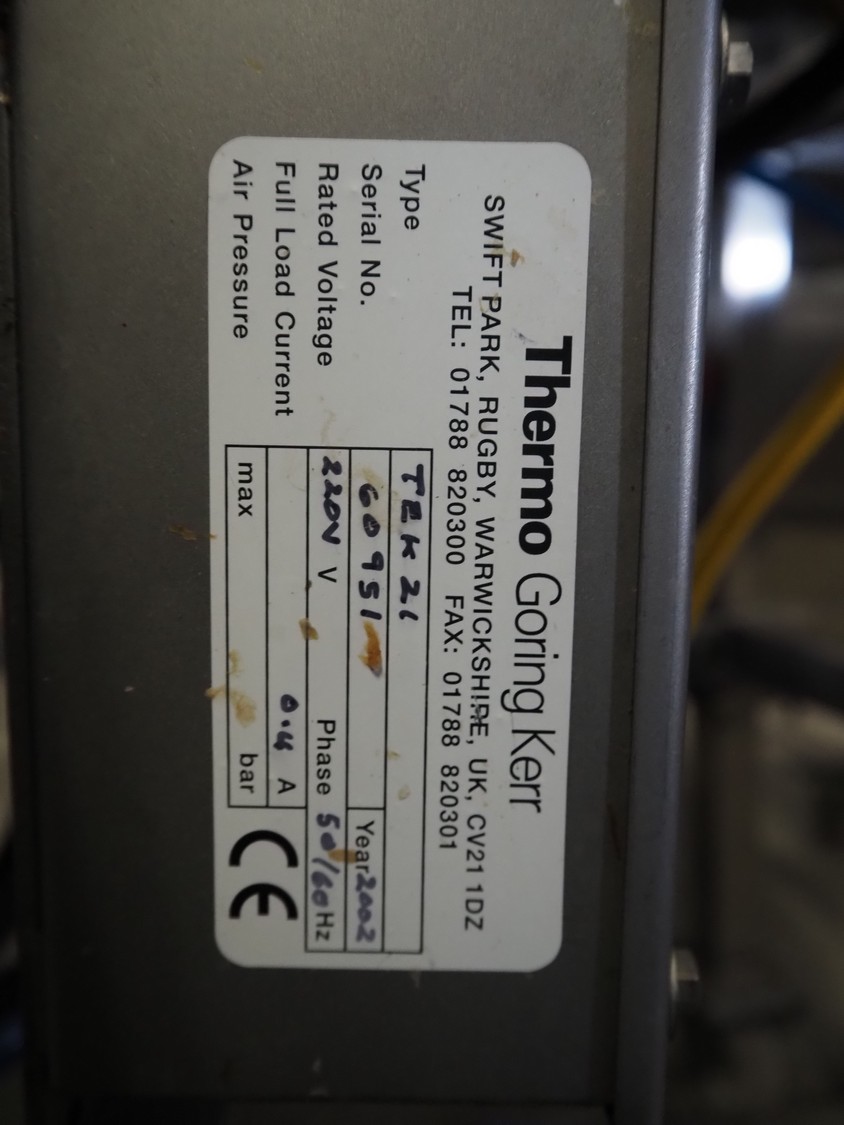 Thermo Goring Kerr
SWIFT PARK, RUGBY, WARWICKSHIRE, UK, CV21 1DZ
TEL: 01788 820300 FAX: 01788 820301
Type TEK 21
Serial No. 60951 Year 2002
Rated Voltage 220V V Phase 50/60 Hz
Full Load Current 0.4 A
Air Pressure max bar
CE